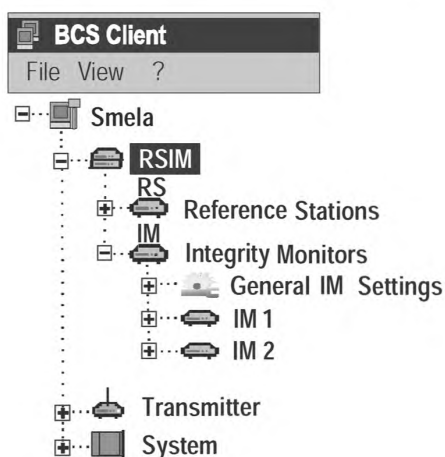 BCS Client
File View ?
Smela
RSIM
RS
Reference Stations
IM
Integrity Monitors
General IM Settings
IM 1
IM 2
Transmitter
System